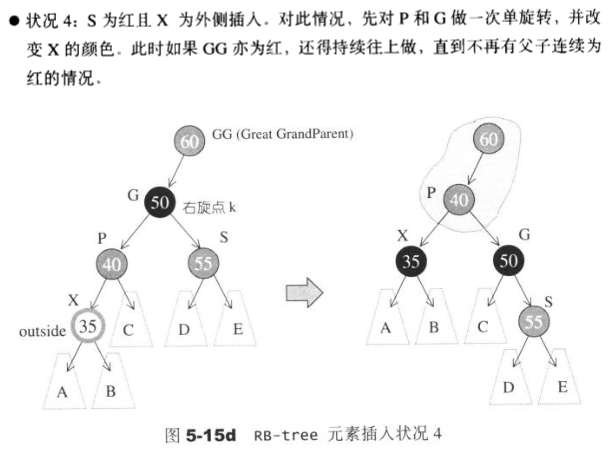 ● 状况 4：S 为红且 X 为外侧插入。对此情况，先对 P 和 G 做一次单旋转，并改
变 X 的颜色。此时如果 GG 亦为红，还得持续往上做，直到不再有父子连续为
红的情况。
60 GG (Great GrandParent)
G 50 右旋点 k
P 40
S 55
X
outside 35
C D E
A B
60
P 40
X 35
G 50
A B C
S 55
D E
图 5-15d RB-tree 元素插入状况 4